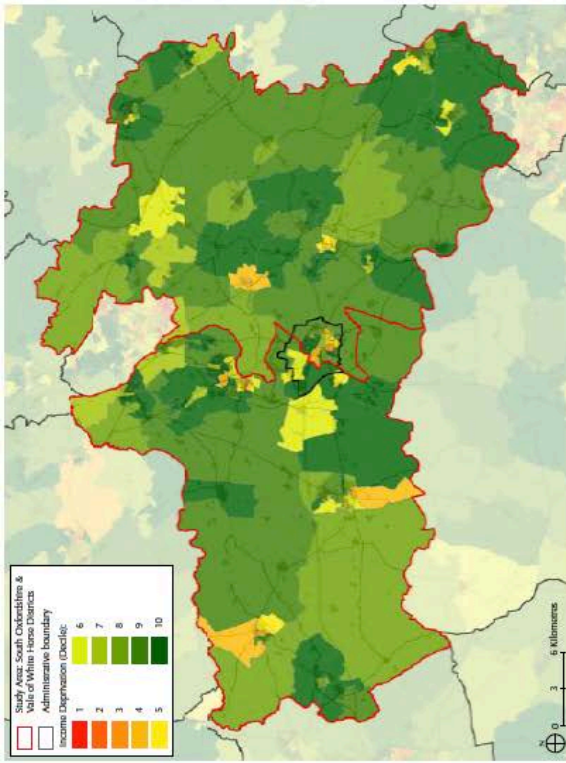 Study Area: South Oxfordshire &
Vale of White Horse Districts
Administrative boundary
Income Deprivation (Decile):
1
2
3
4
5
6
7
8
9
10
N
0 3 6 Kilometres